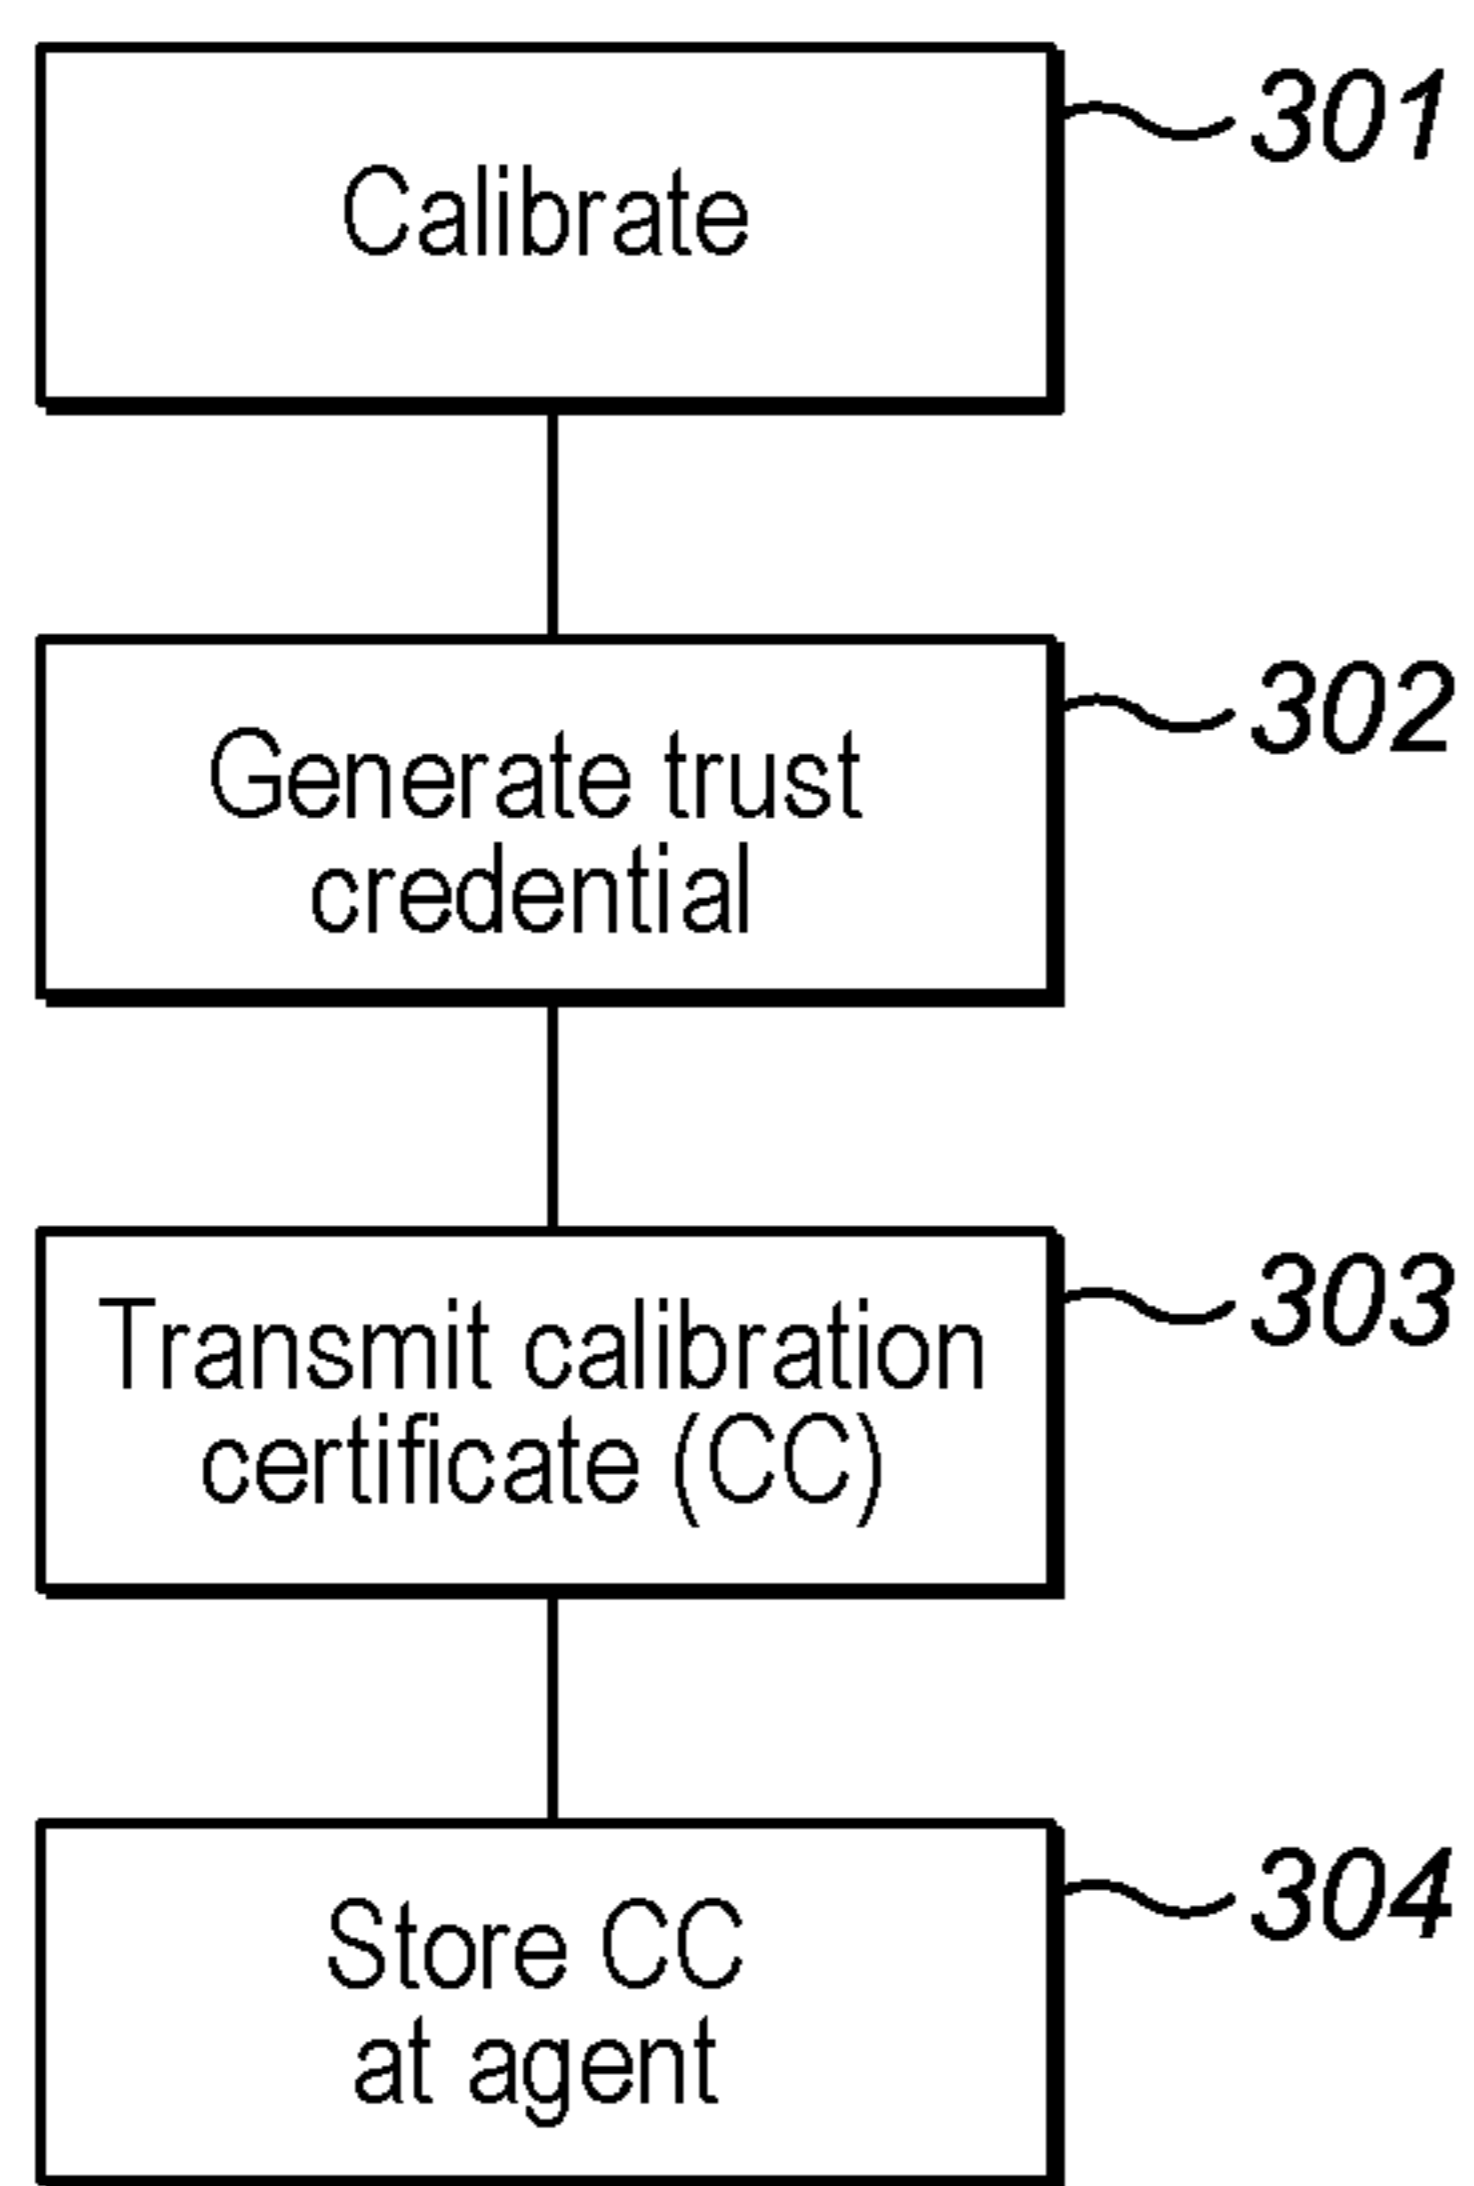 Calibrate
301
Generate trust
credential
302
Transmit calibration
certificate (CC)
303
Store CC
at agent
304